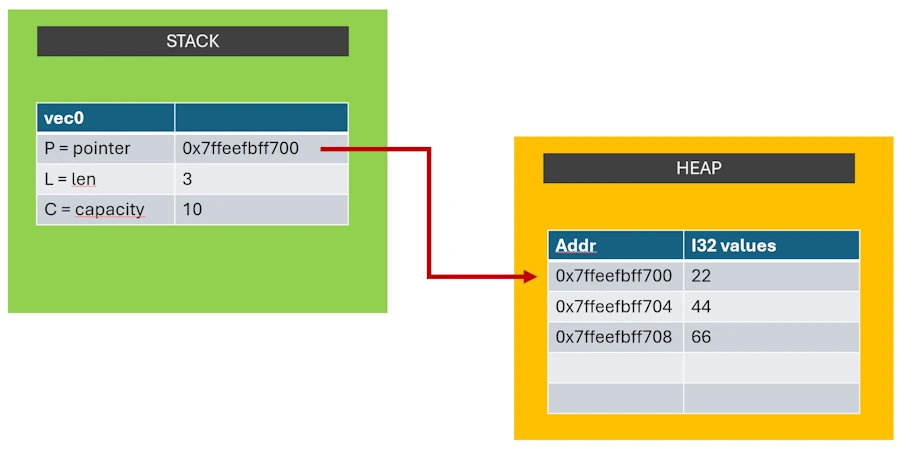 STACK
vec0
P = pointer 0x7ffeefbff700
L = len 3
C = capacity 10
HEAP
Addr I32 values
0x7ffeefbff700 22
0x7ffeefbff704 44
0x7ffeefbff708 66